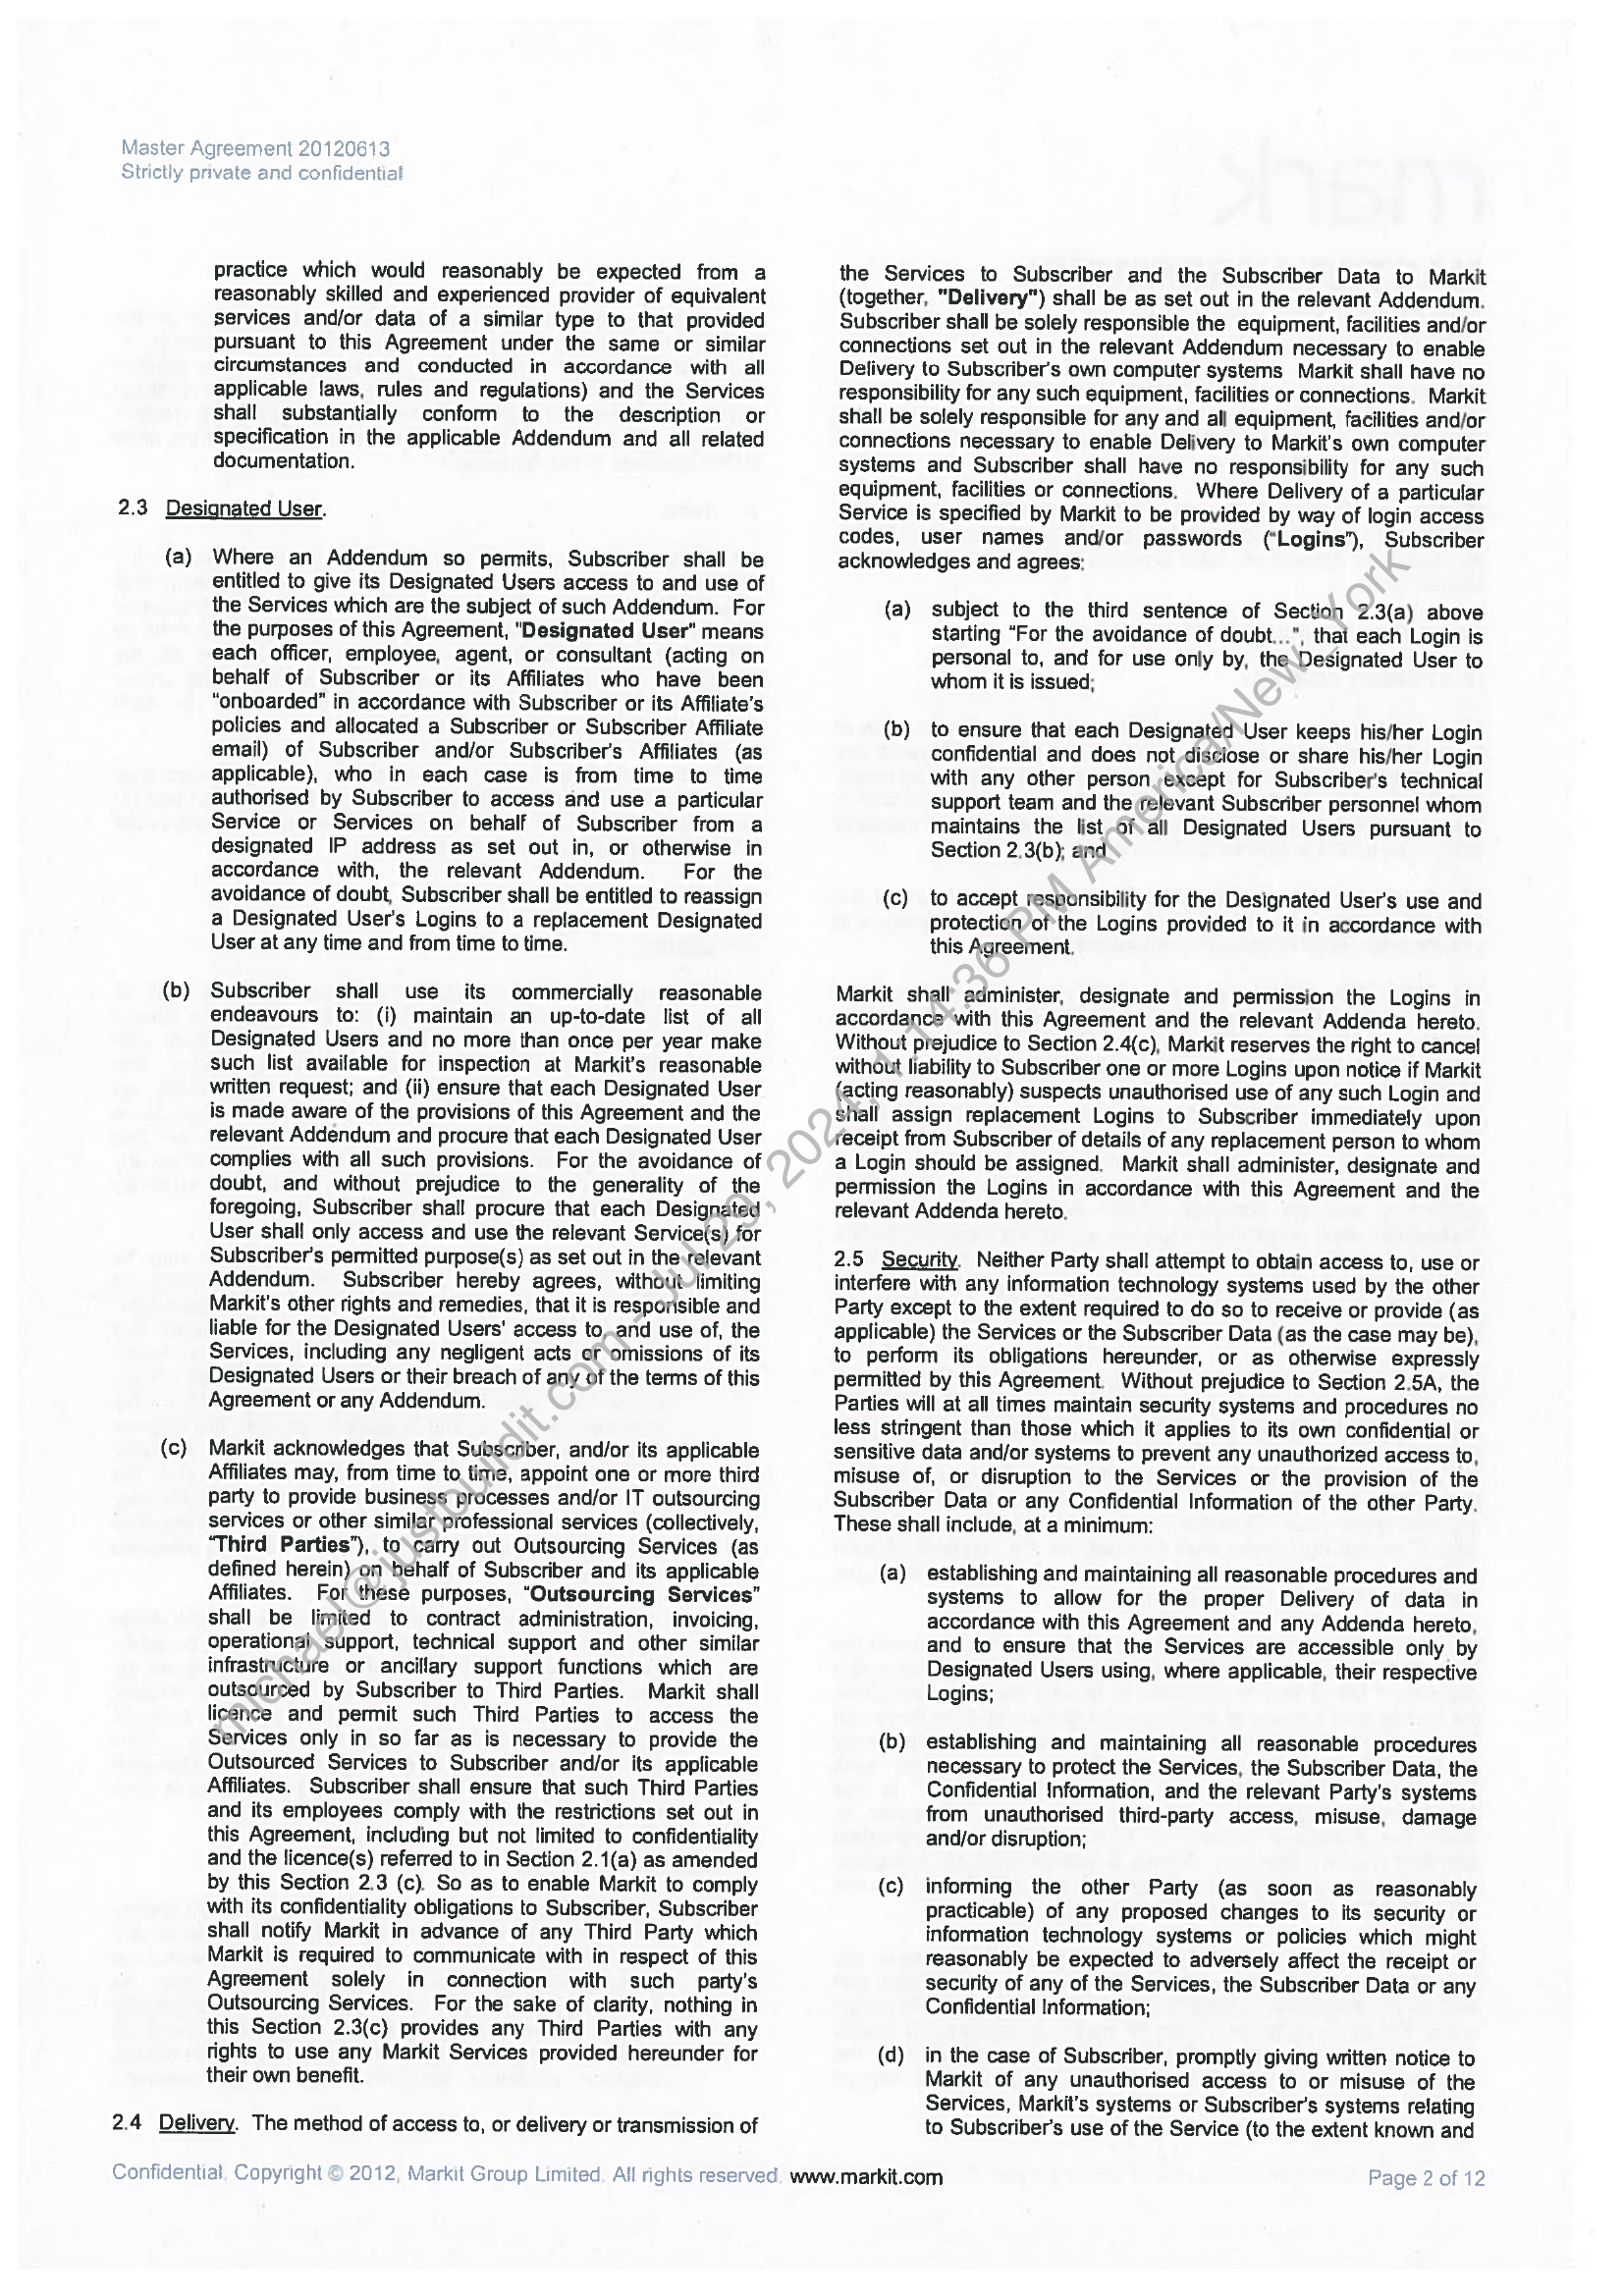 Master Agreement 20120613
Strictly private and confidential
practice which would reasonably be expected from a
reasonably skilled and experienced provider of equivalent
services and/or data of a similar type to that provided
pursuant to this Agreement under the same or similar
circumstances and conducted in accordance with all
applicable laws, rules and regulations) and the Services
shall substantially conform to the description or
specification in the applicable Addendum and all related
documentation.
2.3 Designated User.
(a) Where an Addendum so permits, Subscriber shall be
entitled to give its Designated Users access to and use of
the Services which are the subject of such Addendum. For
the purposes of this Agreement, "Designated User" means
each officer, employee, agent, or consultant (acting on
behalf of Subscriber or its Affiliates who have been
"onboarded" in accordance with Subscriber or its Affiliate's
policies and allocated a Subscriber or Subscriber Affiliate
email) of Subscriber and/or Subscriber's Affiliates (as
applicable), who in each case is from time to time
authorised by Subscriber to access and use a particular
Service or Services on behalf of Subscriber from a
designated IP address as set out in, or otherwise in
accordance with, the relevant Addendum. For the
avoidance of doubt, Subscriber shall be entitled to reassign
a Designated User's Logins to a replacement Designated
User at any time and from time to time.
(b) Subscriber shall use its commercially reasonable
endeavours to: (i) maintain an up-to-date list of all
Designated Users and no more than once per year make
such list available for inspection at Markit's reasonable
written request; and (ii) ensure that each Designated User
is made aware of the provisions of this Agreement and the
relevant Addendum and procure that each Designated User
complies with all such provisions. For the avoidance of
doubt, and without prejudice to the generality of the
foregoing, Subscriber shall procure that each Designated
User shall only access and use the relevant Service(s) for
Subscriber's permitted purpose(s) as set out in the relevant
Addendum. Subscriber hereby agrees, without limiting
Markit's other rights and remedies, that it is responsible and
liable for the Designated Users' access to, and use of, the
Services, including any negligent acts or omissions of its
Designated Users or their breach of any of the terms of this
Agreement or any Addendum.
(c) Markit acknowledges that Subscriber, and/or its applicable
Affiliates may, from time to time, appoint one or more third
party to provide business processes and/or IT outsourcing
services or other similar professional services (collectively,
"Third Parties"), to carry out Outsourcing Services (as
defined herein) on behalf of Subscriber and its applicable
Affiliates. For these purposes, "Outsourcing Services"
shall be limited to contract administration, invoicing,
operational support, technical support and other similar
infrastructure or ancillary support functions which are
outsourced by Subscriber to Third Parties. Markit shall
licence and permit such Third Parties to access the
Services only in so far as is necessary to provide the
Outsourced Services to Subscriber and/or its applicable
Affiliates. Subscriber shall ensure that such Third Parties
and its employees comply with the restrictions set out in
this Agreement, including but not limited to confidentiality
and the licence(s) referred to in Section 2.1(a) as amended
by this Section 2.3 (c). So as to enable Markit to comply
with its confidentiality obligations to Subscriber, Subscriber
shall notify Markit in advance of any Third Party which
Markit is required to communicate with in respect of this
Agreement solely in connection with such party's
Outsourcing Services. For the sake of clarity, nothing in
this Section 2.3(c) provides any Third Parties with any
rights to use any Markit Services provided hereunder for
their own benefit.
2.4 Delivery. The method of access to, or delivery or transmission of
the Services to Subscriber and the Subscriber Data to Markit
(together, "Delivery") shall be as set out in the relevant Addendum.
Subscriber shall be solely responsible the equipment, facilities and/or
connections set out in the relevant Addendum necessary to enable
Delivery to Subscriber's own computer systems Markit shall have no
responsibility for any such equipment, facilities or connections. Markit
shall be solely responsible for any and all equipment, facilities and/or
connections necessary to enable Delivery to Markit's own computer
systems and Subscriber shall have no responsibility for any such
equipment, facilities or connections. Where Delivery of a particular
Service is specified by Markit to be provided by way of login access
codes, user names and/or passwords ("Logins"), Subscriber
acknowledges and agrees:
(a) subject to the third sentence of Section 2.3(a) above
starting "For the avoidance of doubt...", that each Login is
personal to, and for use only by, the Designated User to
whom it is issued;
(b) to ensure that each Designated User keeps his/her Login
confidential and does not disclose or share his/her Login
with any other person except for Subscriber's technical
support team and the relevant Subscriber personnel whom
maintains the list of all Designated Users pursuant to
Section 2.3(b); and
(c) to accept responsibility for the Designated User's use and
protection of the Logins provided to it in accordance with
this Agreement.
Markit shall administer, designate and permission the Logins in
accordance with this Agreement and the relevant Addenda hereto.
Without prejudice to Section 2.4(c), Markit reserves the right to cancel
without liability to Subscriber one or more Logins upon notice if Markit
(acting reasonably) suspects unauthorised use of any such Login and
shall assign replacement Logins to Subscriber immediately upon
receipt from Subscriber of details of any replacement person to whom
a Login should be assigned. Markit shall administer, designate and
permission the Logins in accordance with this Agreement and the
relevant Addenda hereto.
2.5 Security. Neither Party shall attempt to obtain access to, use or
interfere with any information technology systems used by the other
Party except to the extent required to do so to receive or provide (as
applicable) the Services or the Subscriber Data (as the case may be),
to perform its obligations hereunder, or as otherwise expressly
permitted by this Agreement. Without prejudice to Section 2.5A, the
Parties will at all times maintain security systems and procedures no
less stringent than those which it applies to its own confidential or
sensitive data and/or systems to prevent any unauthorized access to,
misuse of, or disruption to the Services or the provision of the
Subscriber Data or any Confidential Information of the other Party.
These shall include, at a minimum:
(a) establishing and maintaining all reasonable procedures and
systems to allow for the proper Delivery of data in
accordance with this Agreement and any Addenda hereto,
and to ensure that the Services are accessible only by
Designated Users using, where applicable, their respective
Logins;
(b) establishing and maintaining all reasonable procedures
necessary to protect the Services, the Subscriber Data, the
Confidential Information, and the relevant Party's systems
from unauthorised third-party access, misuse, damage
and/or disruption;
(c) informing the other Party (as soon as reasonably
practicable) of any proposed changes to its security or
information technology systems or policies which might
reasonably be expected to adversely affect the receipt or
security of any of the Services, the Subscriber Data or any
Confidential Information;
(d) in the case of Subscriber, promptly giving written notice to
Markit of any unauthorised access to or misuse of the
Services, Markit's systems or Subscriber's systems relating
to Subscriber's use of the Service (to the extent known and
Confidential. Copyright © 2012, Markit Group Limited. All rights reserved. www.markit.com
Page 2 of 12
michael@justoutdit.com - Jul 29, 2024, 1:14:36 PM America/New_York